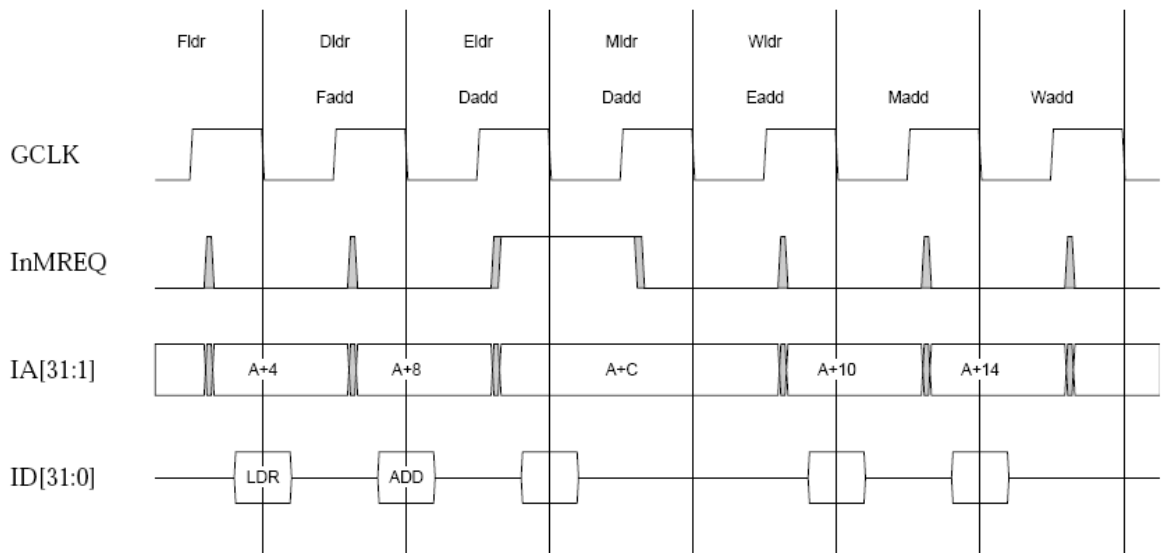 Fldr Dldr Eldr Mldr Wldr
Fadd Dadd Dadd Eadd Madd Wadd
GCLK
InMREQ
IA[31:1] A+4 A+8 A+C A+10 A+14
ID[31:0] LDR ADD